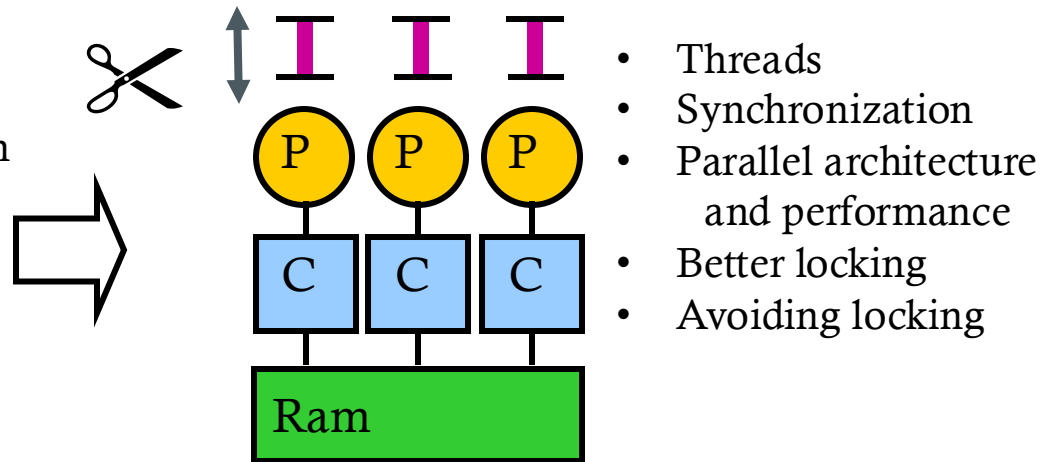 P P P
C C C
Ram
• Threads
• Synchronization
• Parallel architecture
and performance
• Better locking
• Avoiding locking